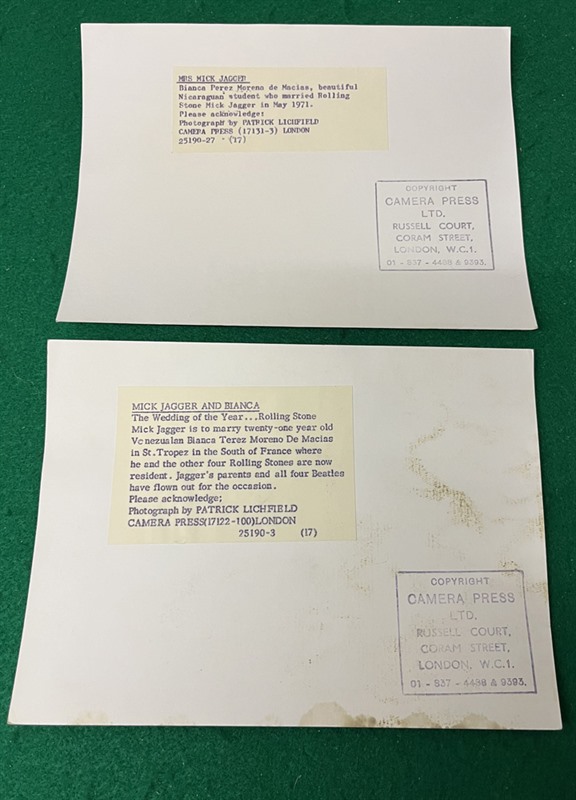 MRS MICK JAGGER
Bianca Perez Moreno de Macias, beautiful
Nicaraguan student who married Rolling
Stone Mick Jagger in May 1971.
Please acknowledge:
Photograph by PATRICK LICHFIELD
CAMERA PRESS (17131-3) LONDON
25190-27 - (17)
COPYRIGHT
CAMERA PRESS
LTD.
RUSSELL COURT,
CORAM STREET,
LONDON, W.C.1.
01 - 837 - 4488 & 9393.
MICK JAGGER AND BIANCA
The Wedding of the Year...Rolling Stone
Mick Jagger is to marry twenty-one year old
Venezualan Bianca Terez Moreno De Macias
in St.Tropez in the South of France where
he and the other four Rolling Stones are now
resident. Jagger's parents and all four Beatles
have flown out for the occasion.
Please acknowledge;
Photograph by PATRICK LICHFIELD
CAMERA PRESS(17122-100)LONDON
25190-3 (17)
COPYRIGHT
CAMERA PRESS
LTD.
RUSSELL COURT,
CORAM STREET,
LONDON, W.C.1.
01 - 837 - 4488 & 9393.